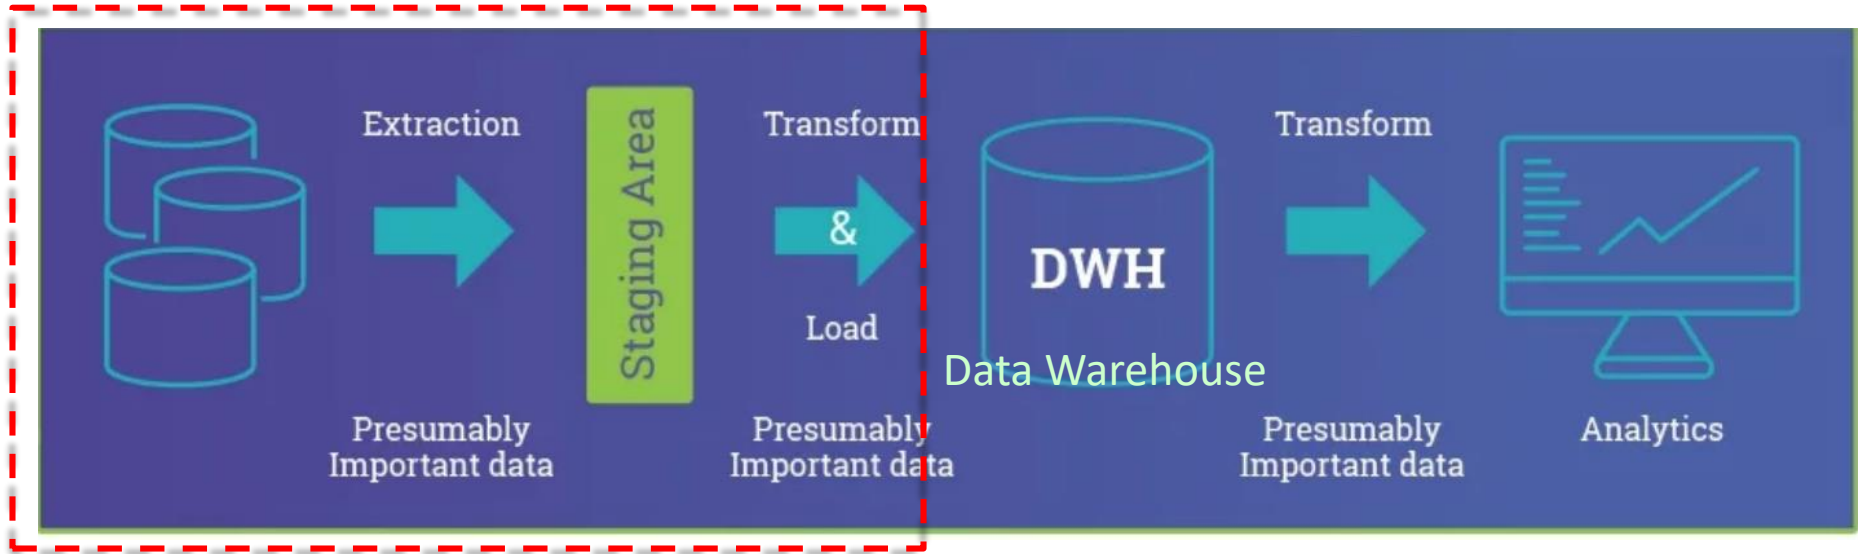 Extraction
Staging Area
Transform
&
Load
DWH
Data Warehouse
Transform
Presumably
Important data
Presumably
Important data
Presumably
Important data
Analytics